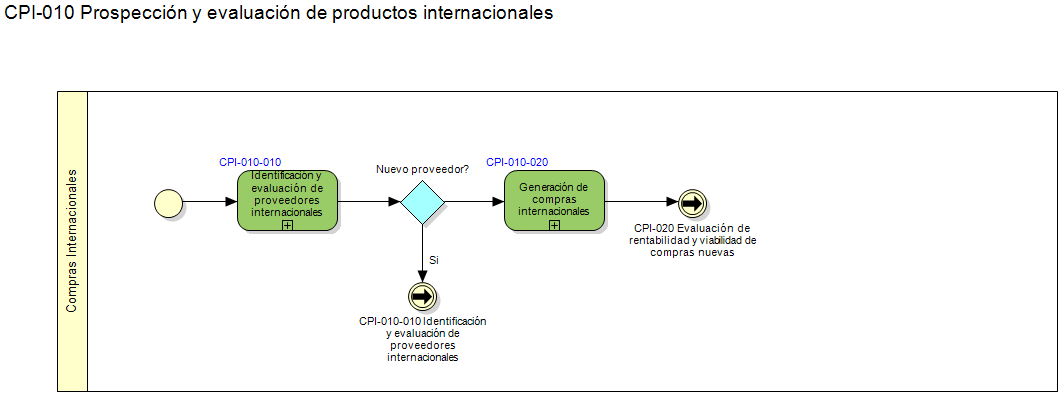 CPI-010 Prospección y evaluación de productos internacionales
Compras Internacionales
CPI-010-010
Identificación y
evaluación de
proveedores
internacionales
Nuevo proveedor?
CPI-010-020
Generación de
compras
internacionales
CPI-020 Evaluación de
rentabilidad y viabilidad de
compras nuevas
Si
CPI-010-010 Identificación
y evaluación de
proveedores
internacionales